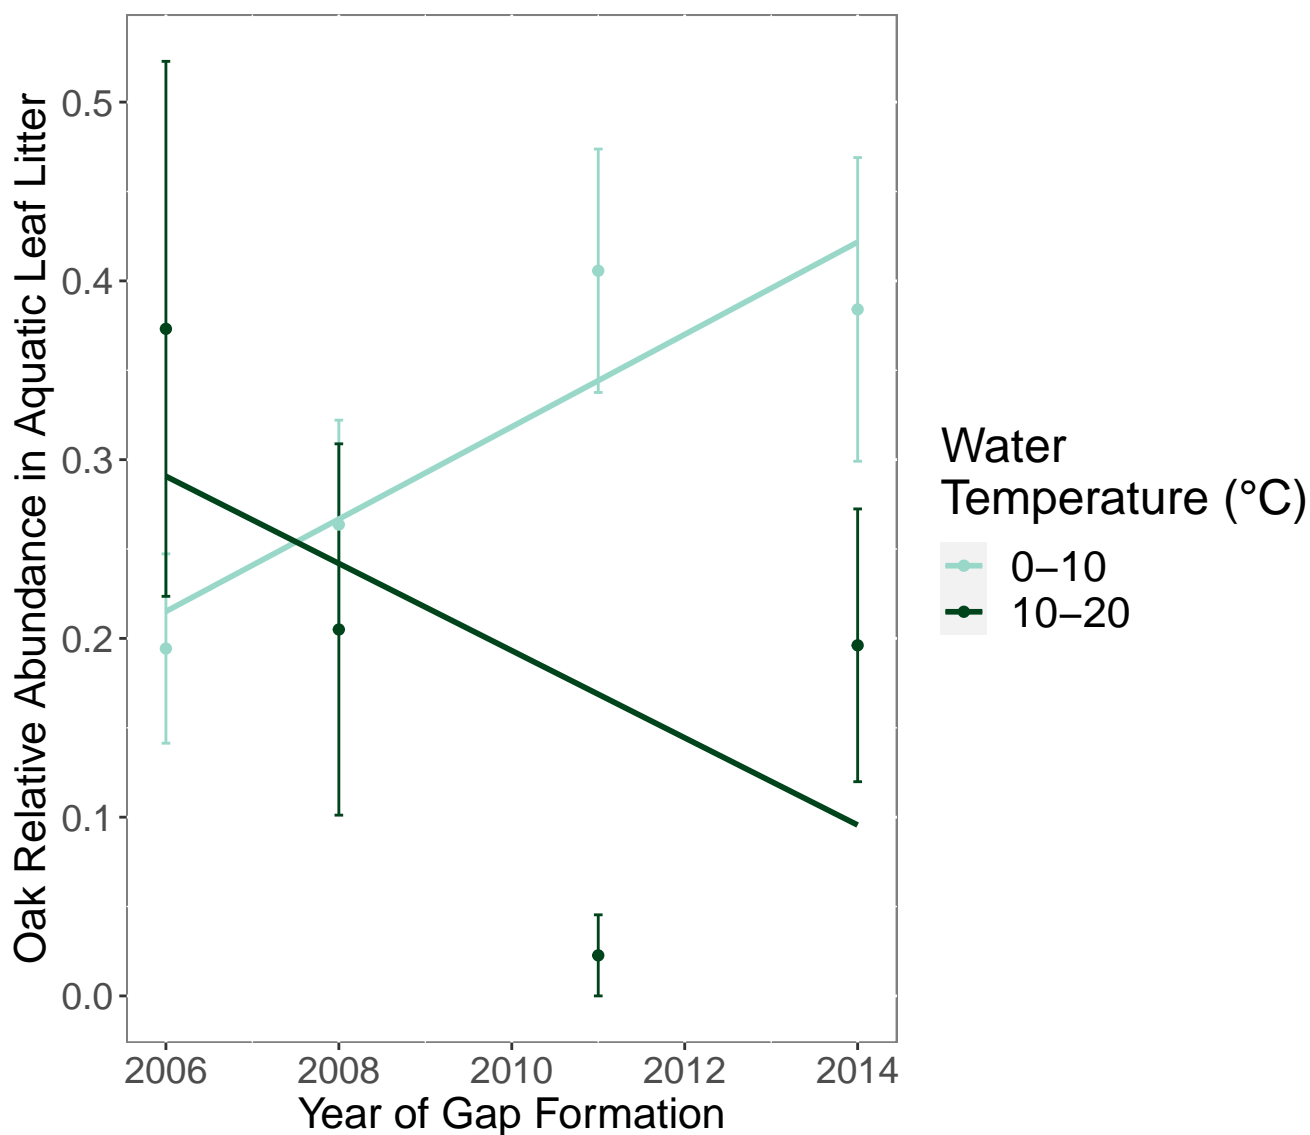 Oak Relative Abundance in Aquatic Leaf Litter
0.5
0.4
0.3
0.2
0.1
0.0
2006 2008 2010 2012 2014
Year of Gap Formation
Water
Temperature (°C)
0–10
10–20